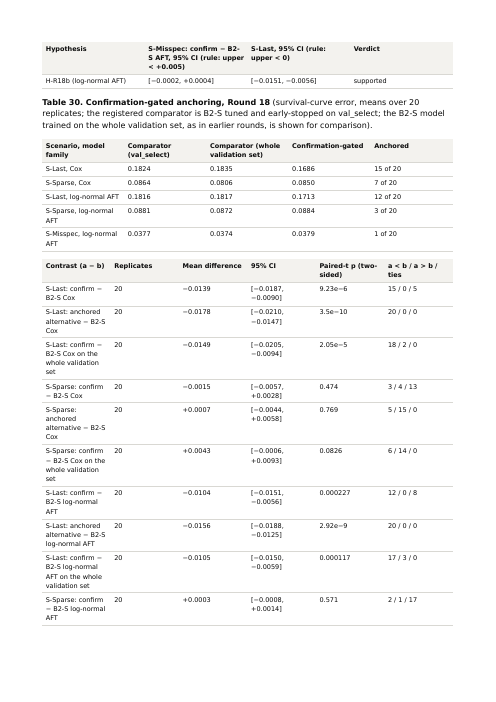 Hypothesis S-Misspec: confirm − B2- S-Last, 95% CI (rule: Verdict
S AFT, 95% CI (rule: upper upper < 0)
< +0.005)
H-R18b (log-normal AFT) [−0.0002, +0.0004] [−0.0151, −0.0056] supported
Table 30. Confirmation-gated anchoring, Round 18 (survival-curve error, means over 20
replicates; the registered comparator is B2-S tuned and early-stopped on val_select; the B2-S model
trained on the whole validation set, as in earlier rounds, is shown for comparison).
Scenario, model Comparator Comparator (whole Confirmation-gated Anchored
family (val_select) validation set)
S-Last, Cox 0.1824 0.1835 0.1686 15 of 20
S-Sparse, Cox 0.0864 0.0806 0.0850 7 of 20
S-Last, log-normal AFT 0.1816 0.1817 0.1713 12 of 20
S-Sparse, log-normal 0.0881 0.0872 0.0884 3 of 20
AFT
S-Misspec, log-normal 0.0377 0.0374 0.0379 1 of 20
AFT
Contrast (a − b) Replicates Mean difference 95% CI Paired-t p (two- a < b / a > b /
sided) ties
S-Last: confirm − 20 −0.0139 [−0.0187, 9.23e−6 15 / 0 / 5
B2-S Cox −0.0090]
S-Last: anchored 20 −0.0178 [−0.0210, 3.5e−10 20 / 0 / 0
alternative − B2-S −0.0147]
Cox
S-Last: confirm − 20 −0.0149 [−0.0205, 2.05e−5 18 / 2 / 0
B2-S Cox on the −0.0094]
whole validation
set
S-Sparse: confirm 20 −0.0015 [−0.0057, 0.474 3 / 4 / 13
− B2-S Cox +0.0028]
S-Sparse: 20 +0.0007 [−0.0044, 0.769 5 / 15 / 0
anchored +0.0058]
alternative − B2-S
Cox
S-Sparse: confirm 20 +0.0043 [−0.0006, 0.0826 6 / 14 / 0
− B2-S Cox on the +0.0093]
whole validation
set
S-Last: confirm − 20 −0.0104 [−0.0151, 0.000227 12 / 0 / 8
B2-S log-normal −0.0056]
AFT
S-Last: anchored 20 −0.0156 [−0.0188, 2.92e−9 20 / 0 / 0
alternative − B2-S −0.0125]
log-normal AFT
S-Last: confirm − 20 −0.0105 [−0.0150, 0.000117 17 / 3 / 0
B2-S log-normal −0.0059]
AFT on the whole
validation set
S-Sparse: confirm 20 +0.0003 [−0.0008, 0.571 2 / 1 / 17
− B2-S log-normal +0.0014]
AFT